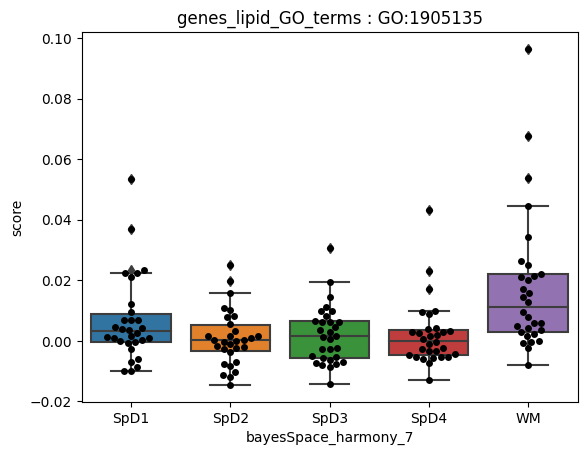 genes_lipid_GO_terms : GO:1905135
0.10
0.08
0.06
0.04
0.02
0.00
−0.02
score
SpD1 SpD2 SpD3 SpD4 WM
bayesSpace_harmony_7